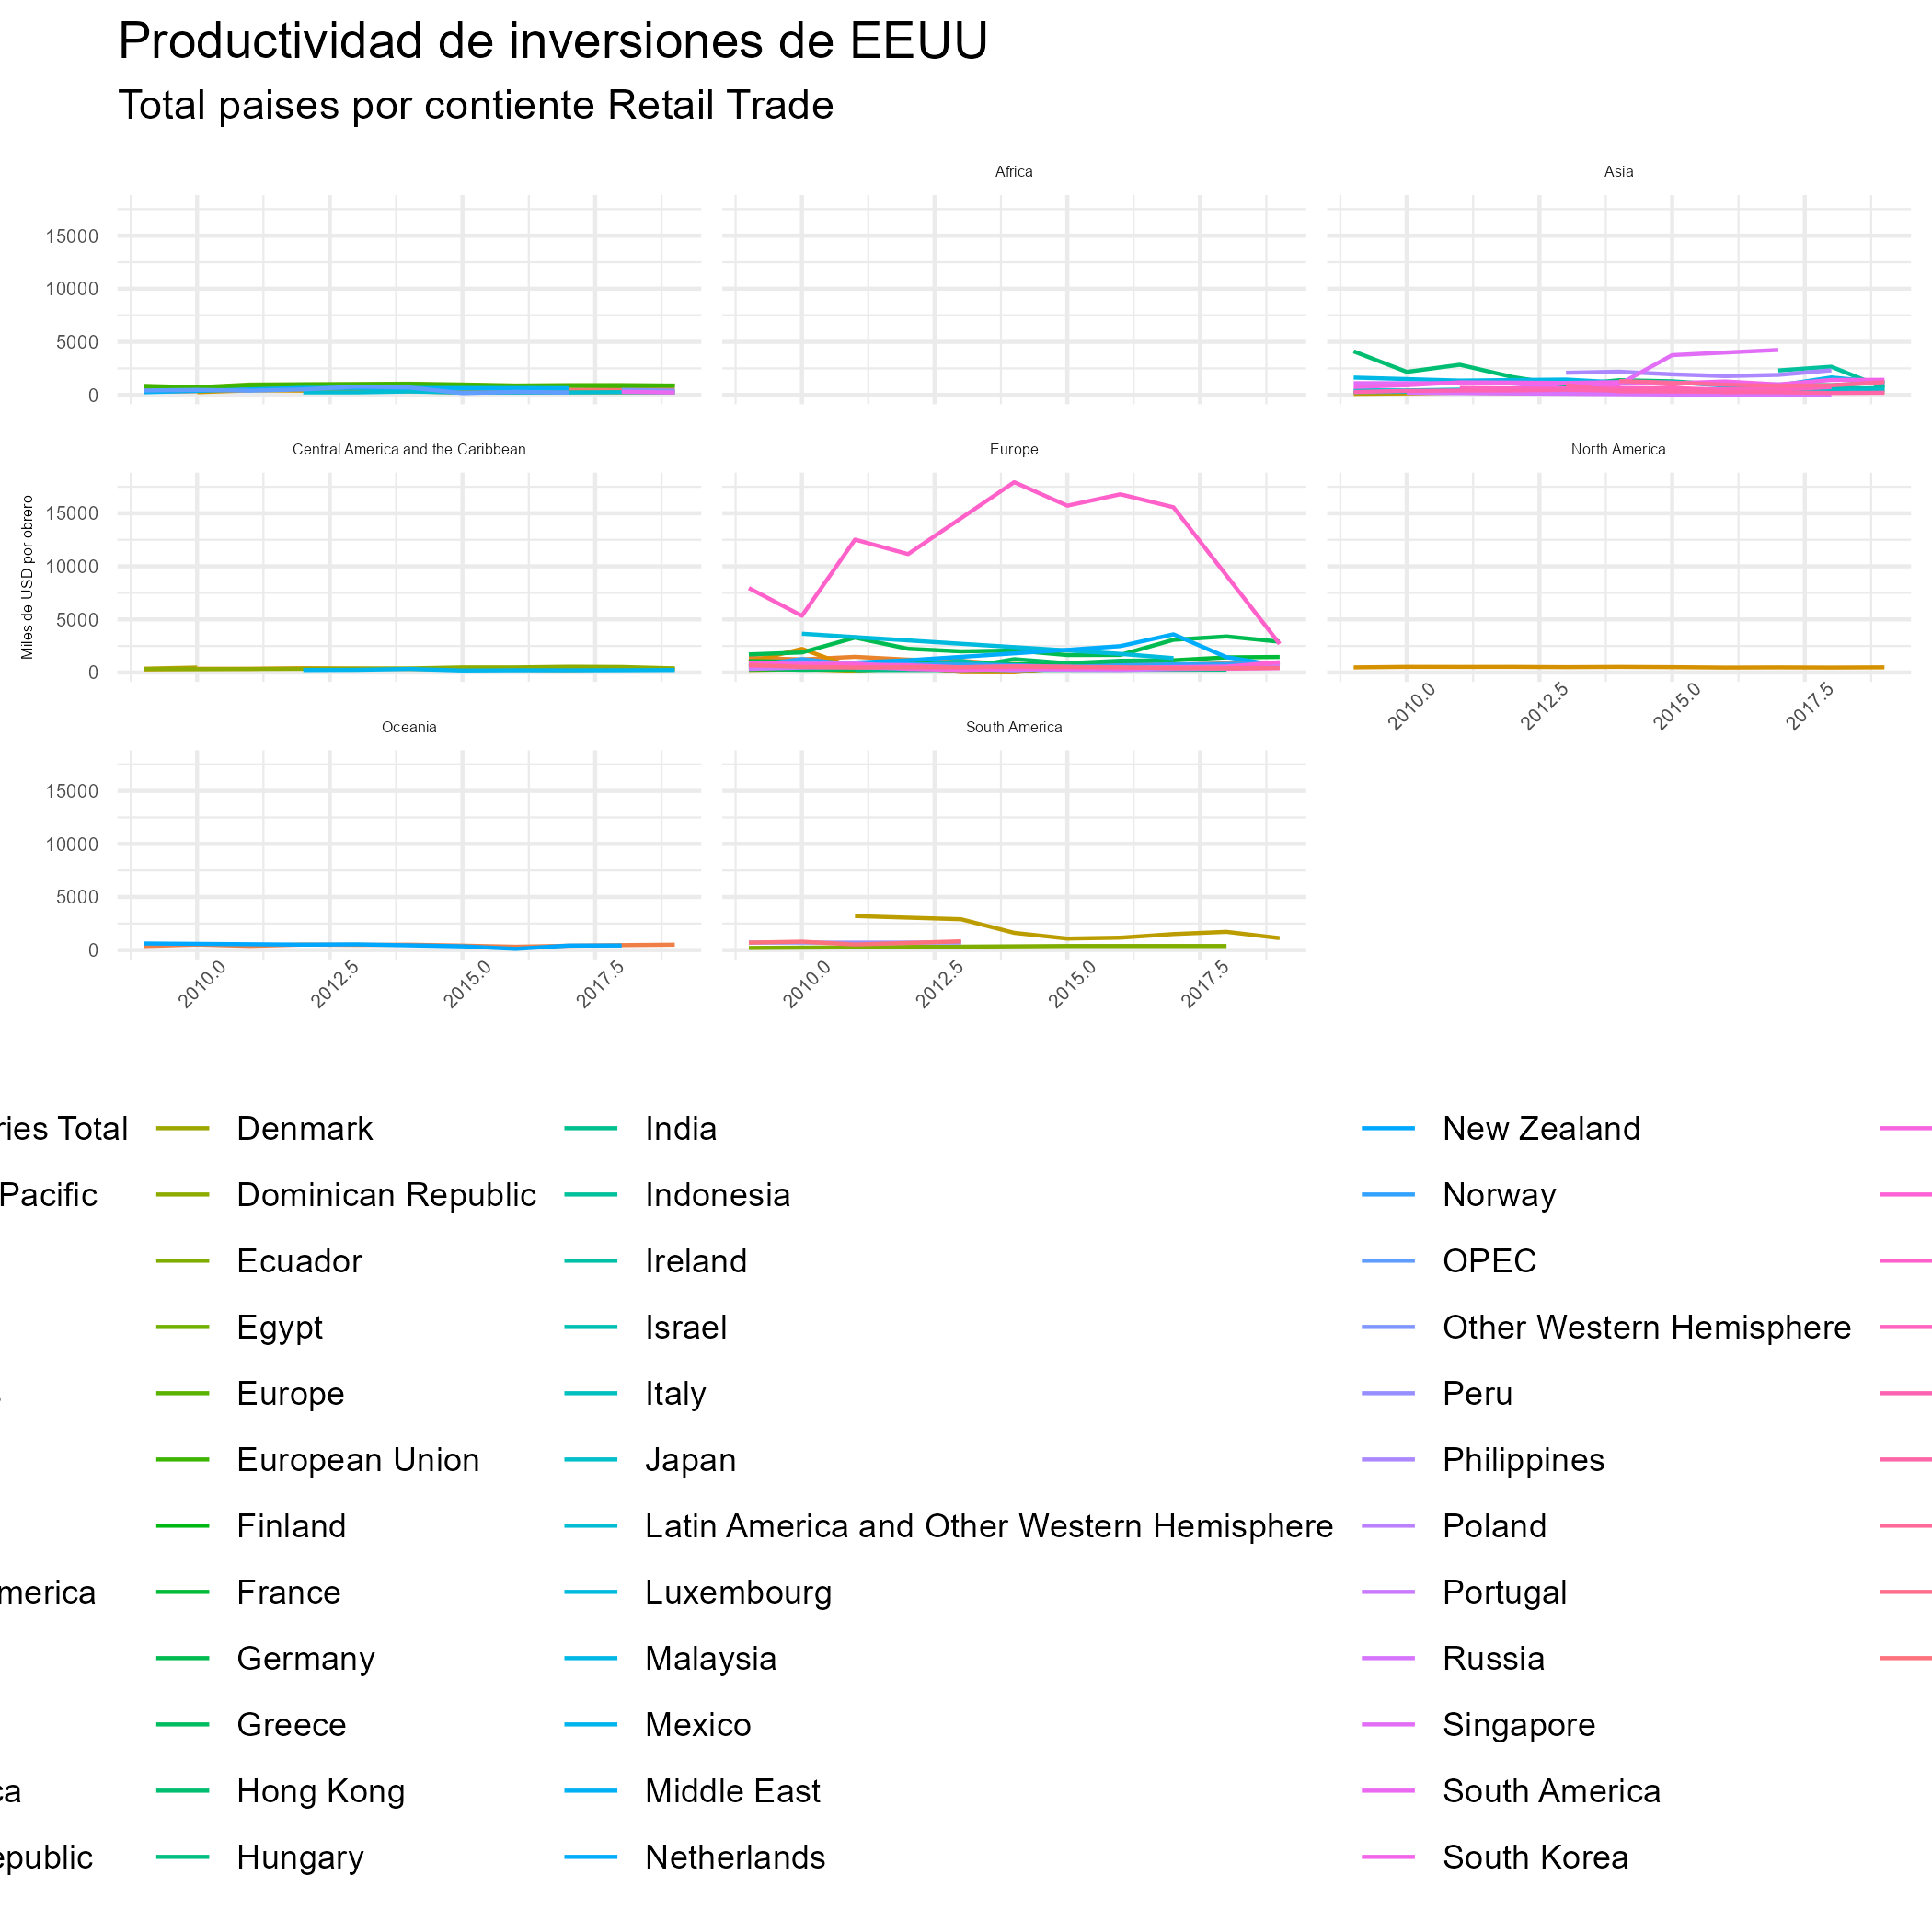 Productividad de inversiones de EEUU
Total paises por contiente Retail Trade
Africa
Asia
15000
10000
5000
0
Central America and the Caribbean
Europe
North America
Miles de USD por obrero
15000
10000
5000
0
2010.0
2012.5
2015.0
2017.5
Oceania
South America
15000
10000
5000
0
2010.0
2012.5
2015.0
2017.5
2010.0
2012.5
2015.0
2017.5
ries Total
Denmark
India
New Zealand
Pacific
Dominican Republic
Indonesia
Norway
Ecuador
Ireland
OPEC
Egypt
Israel
Other Western Hemisphere
Europe
Italy
Peru
European Union
Japan
Philippines
Finland
Latin America and Other Western Hemisphere
Poland
merica
France
Luxembourg
Portugal
Germany
Malaysia
Russia
Greece
Mexico
Singapore
ca
Hong Kong
Middle East
South America
epublic
Hungary
Netherlands
South Korea